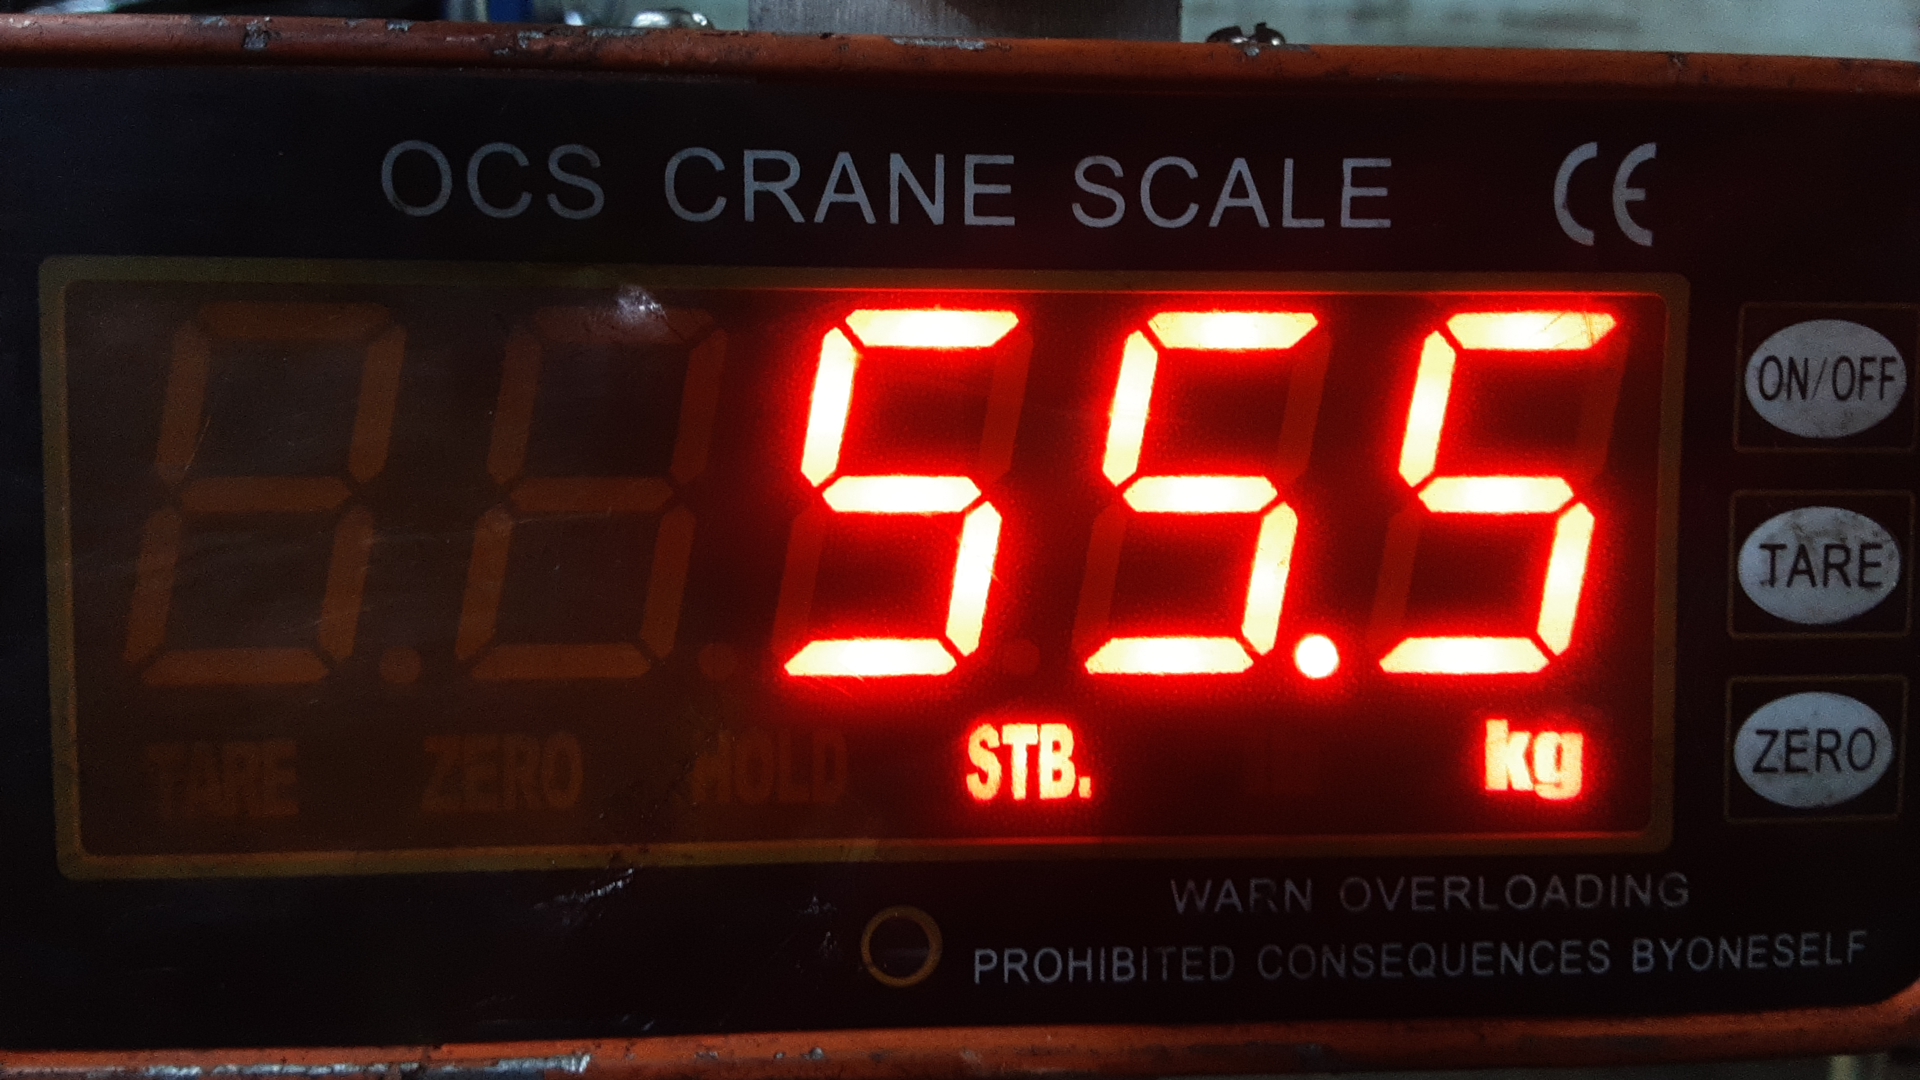 OCS CRANE SCALE CE
55.5
TARE ZERO HOLD STB. kg
ON/OFF
TARE
ZERO
WARN OVERLOADING
PROHIBITED CONSEQUENCES BYONESELF